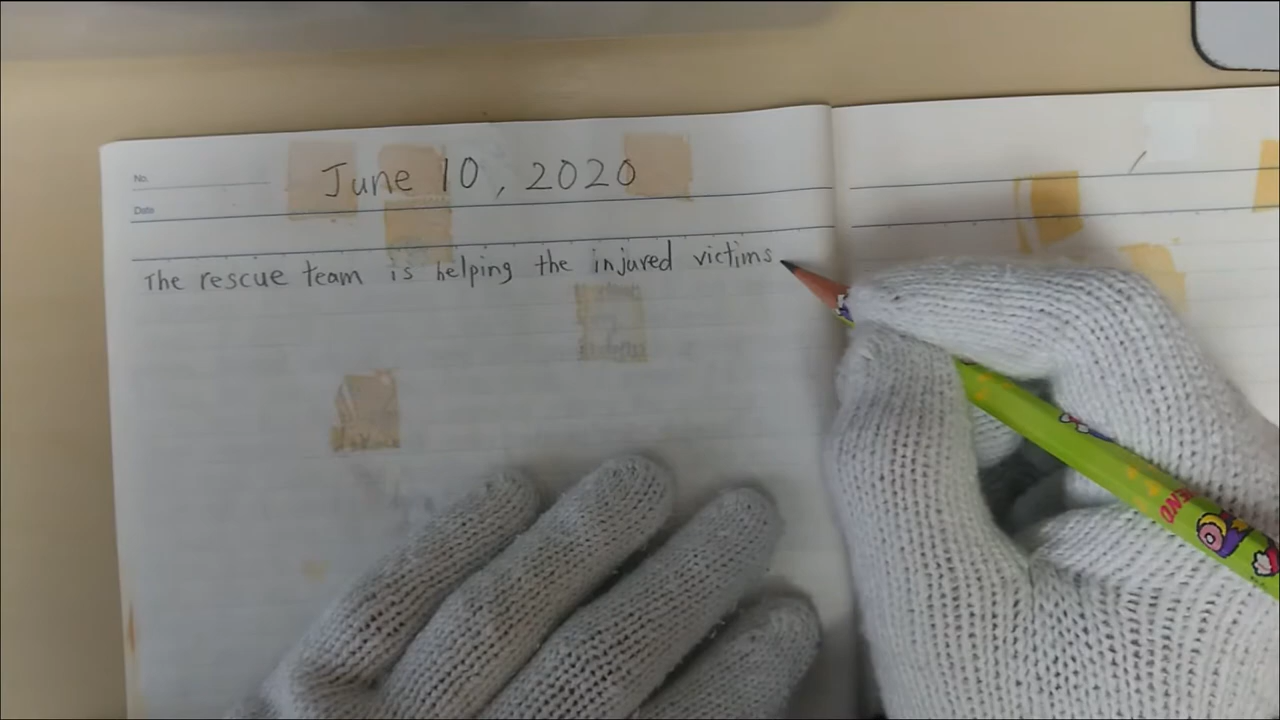 No.
June 10, 2020
Date
The rescue team is helping the injured victims